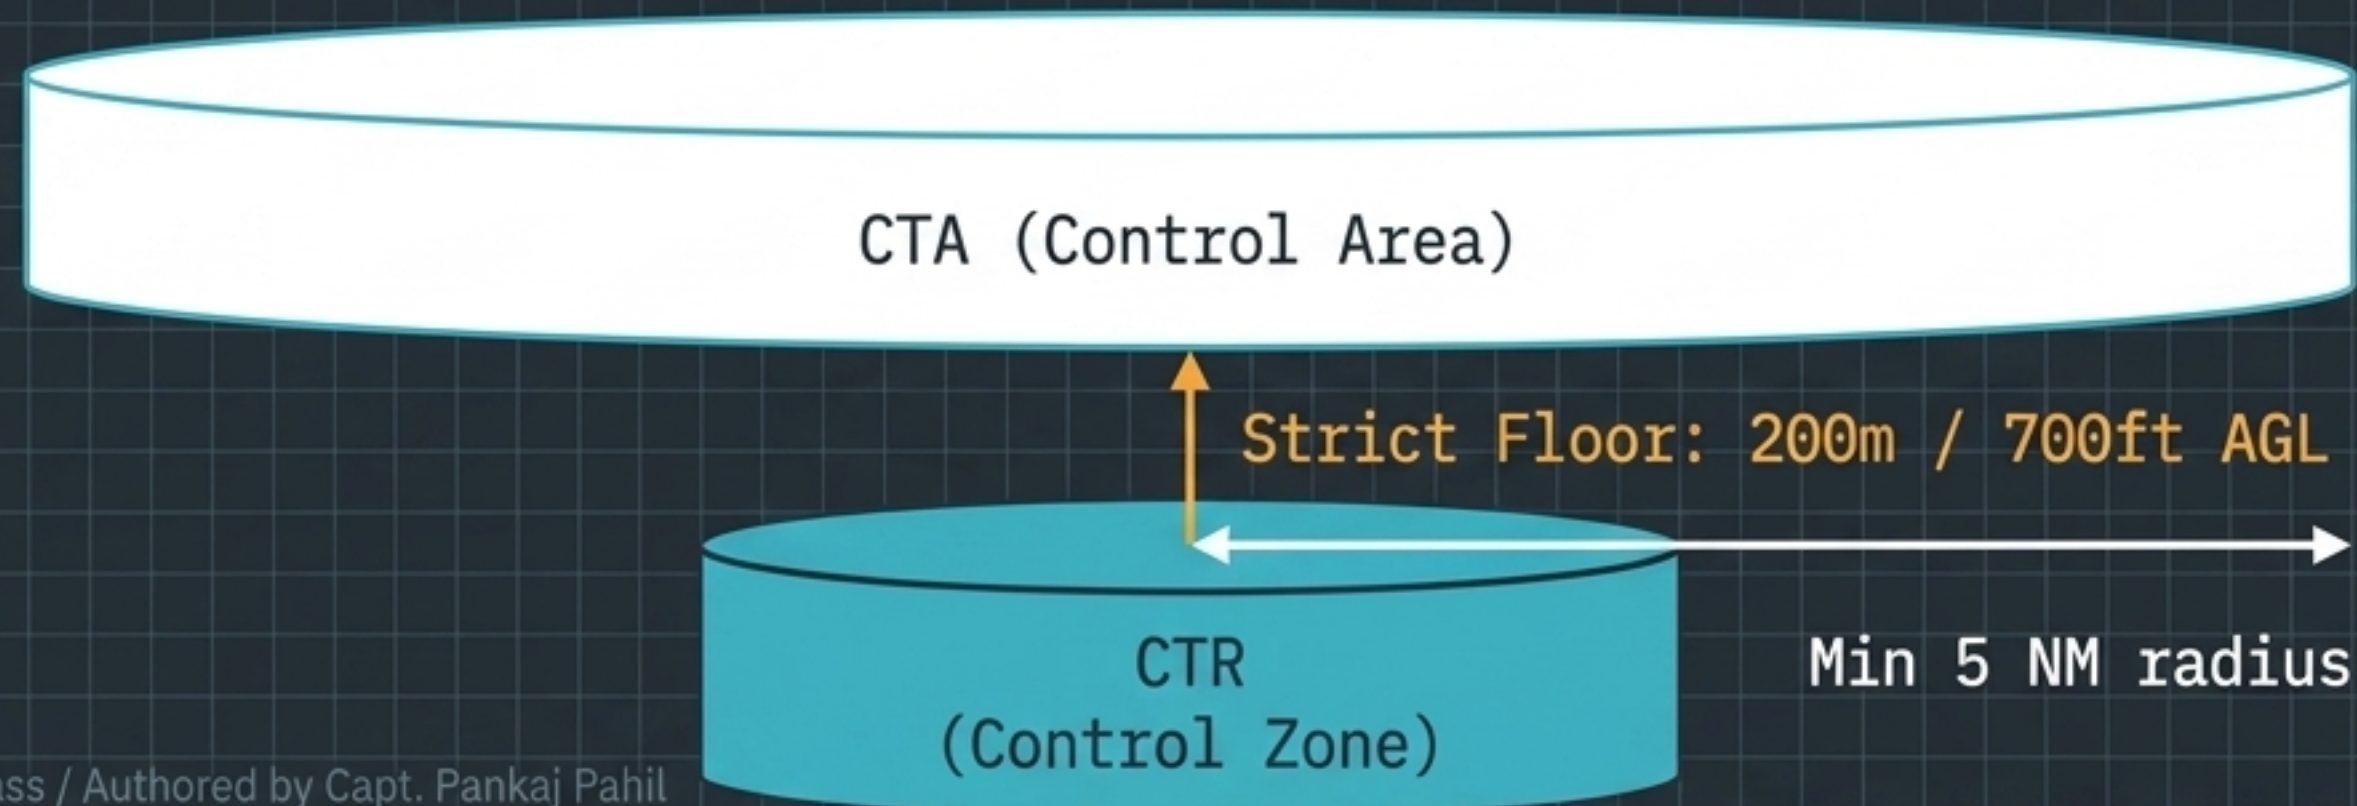 CTA (Control Area)
Strict Floor: 200m / 700ft AGL
Min 5 NM radius
CTR
(Control Zone)
/ Authored by Capt. Pankaj Pahil